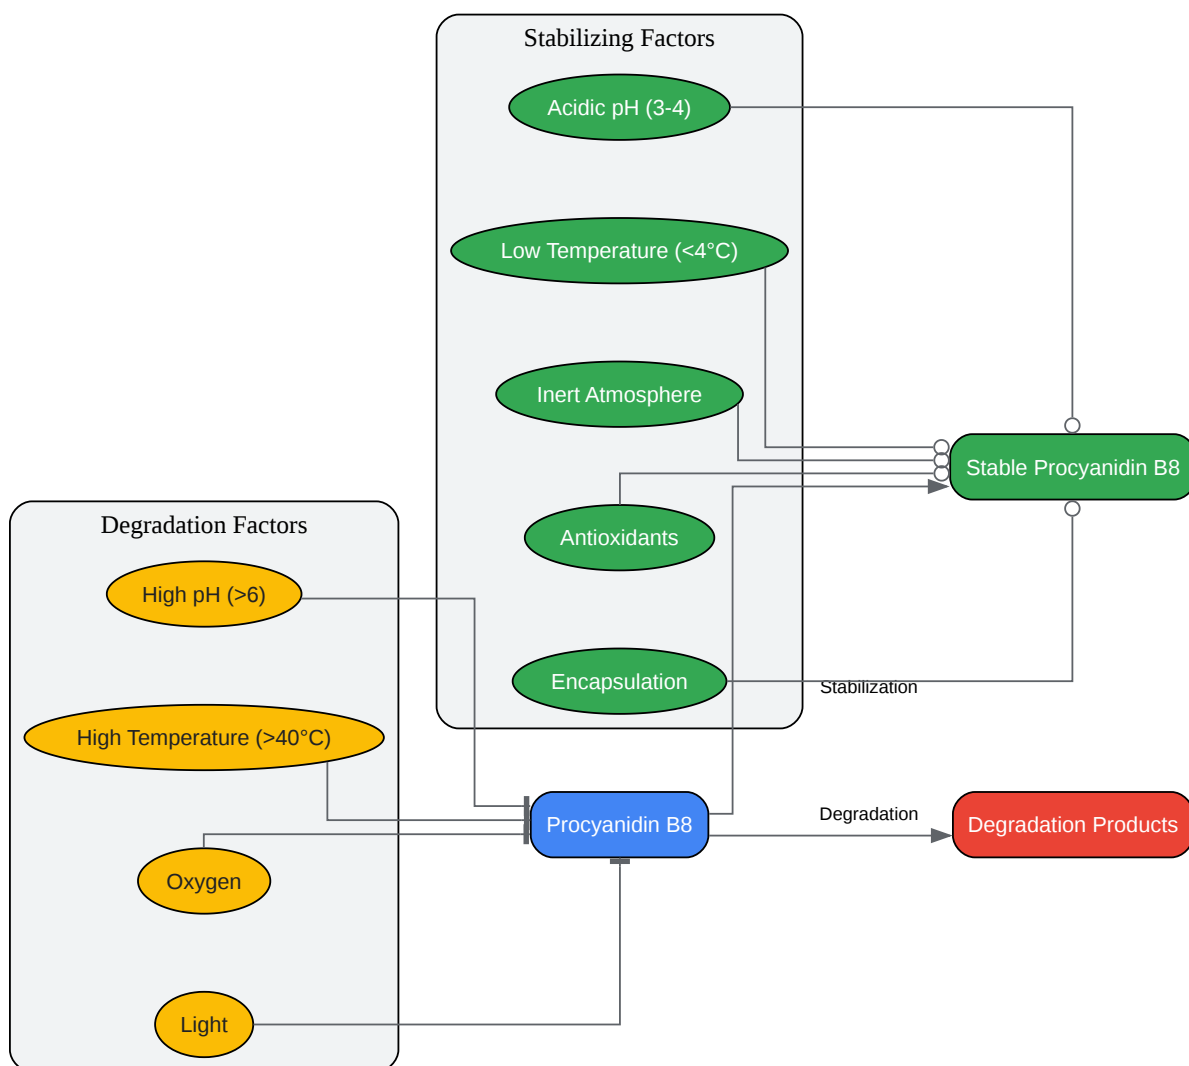 Stabilizing Factors
Acidic pH (3-4)
Low Temperature (<4°C)
Inert Atmosphere
Antioxidants
Encapsulation
Stable Procyanidin B8
Degradation Factors
High pH (>6)
High Temperature (>40°C)
Oxygen
Light
Stabilization
Procyanidin B8
Degradation
Degradation Products